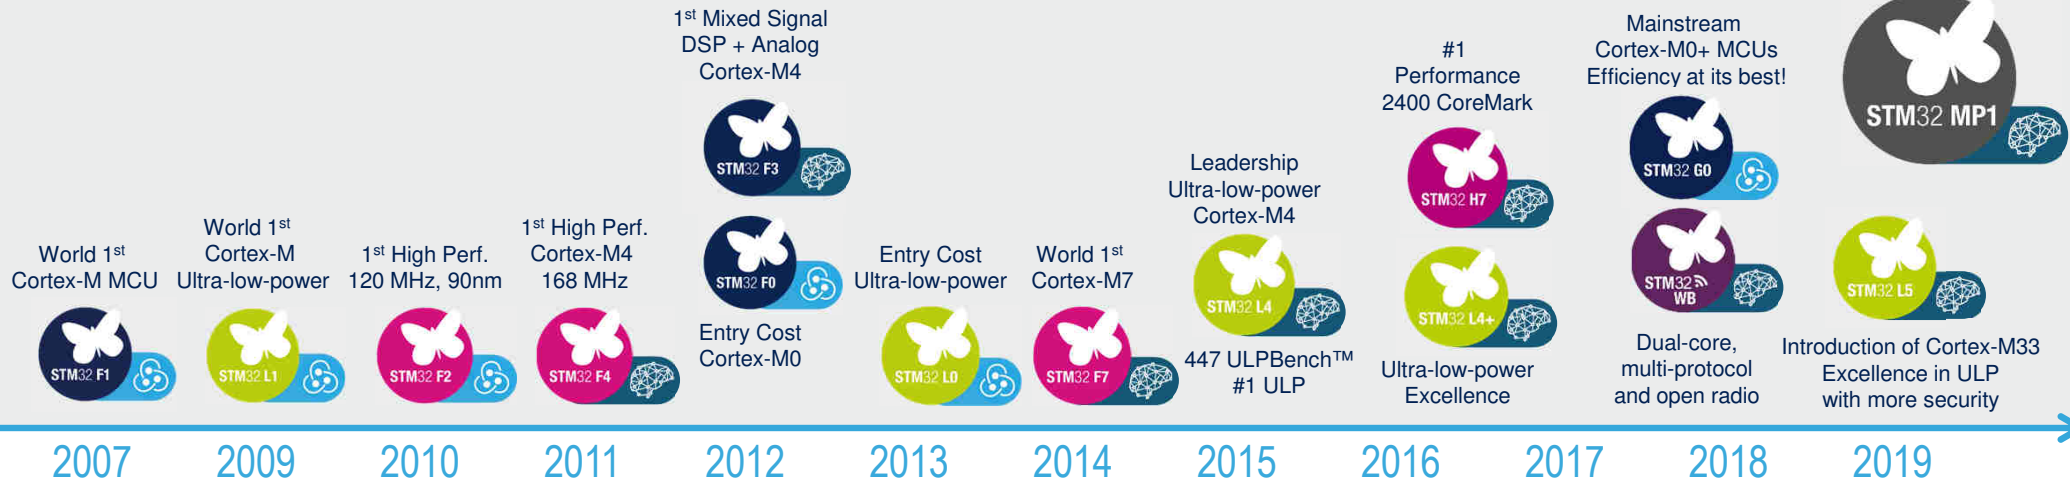 World 1st
Cortex-M MCU
STM32 F1
World 1st
Cortex-M
Ultra-low-power
STM32 L1
1st High Perf.
120 MHz, 90nm
STM32 F2
1st High Perf.
Cortex-M4
168 MHz
STM32 F4
1st Mixed Signal
DSP + Analog
Cortex-M4
STM32 F3
STM32 F0
Entry Cost
Cortex-M0
Entry Cost
Ultra-low-power
STM32 L0
World 1st
Cortex-M7
STM32 F7
Leadership
Ultra-low-power
Cortex-M4
STM32 L4
447 ULPBench™
#1 ULP
#1
Performance
2400 CoreMark
STM32 H7
STM32 L4+
Ultra-low-power
Excellence
Mainstream
Cortex-M0+ MCUs
Efficiency at its best!
STM32 G0
STM32
WB
Dual-core,
multi-protocol
and open radio
STM32 MP1
STM32 L5
Introduction of Cortex-M33
Excellence in ULP
with more security
2007
2009
2010
2011
2012
2013
2014
2015
2016
2017
2018
2019